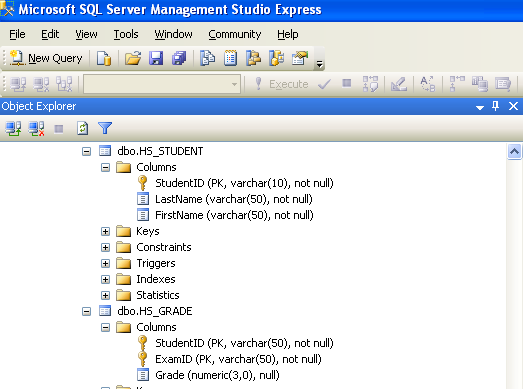 Microsoft SQL Server Management Studio Express
File Edit View Tools Window Community Help
New Query
Execute
Object Explorer
dbo.HS_STUDENT
Columns
StudentID (PK, varchar(10), not null)
LastName (varchar(50), not null)
FirstName (varchar(50), not null)
Keys
Constraints
Triggers
Indexes
Statistics
dbo.HS_GRADE
Columns
StudentID (PK, varchar(50), not null)
ExamID (PK, varchar(50), not null)
Grade (numeric(3,0), null)